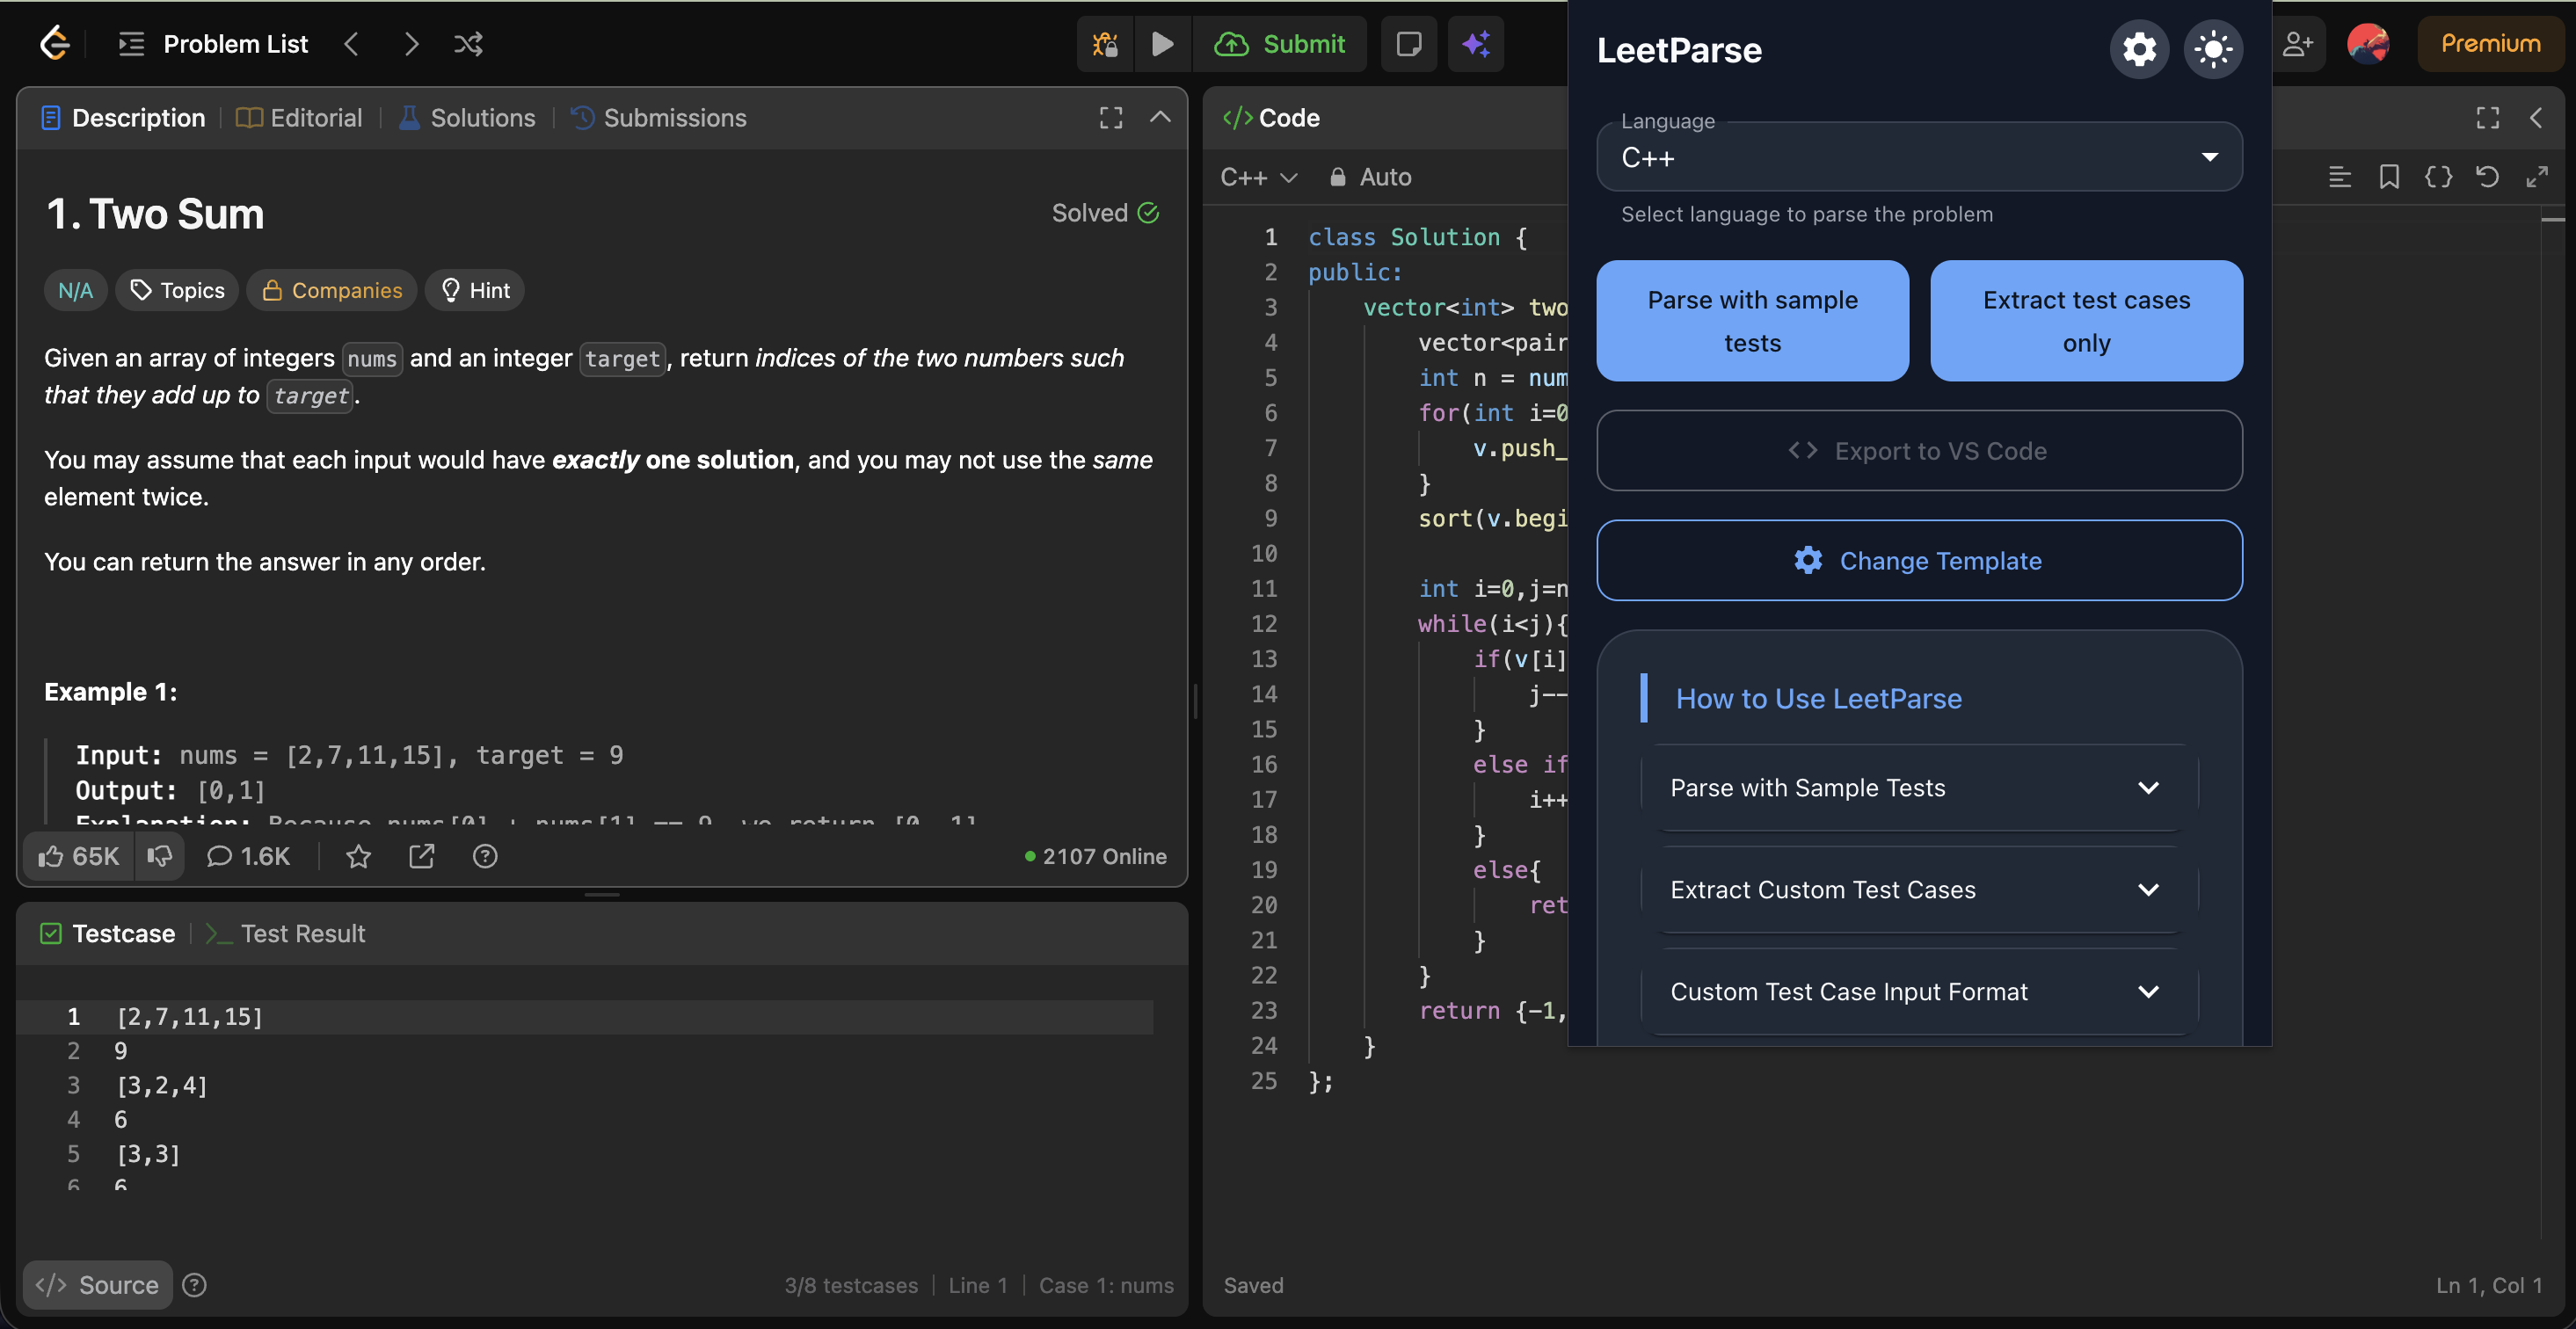 Problem List
Submit
Premium
Description
Editorial
Solutions
Submissions
1. Two Sum
Solved
N/A
Topics
Companies
Hint
Given an array of integers nums and an integer target, return indices of the two numbers such
that they add up to target.
You may assume that each input would have exactly one solution, and you may not use the same
element twice.
You can return the answer in any order.
Example 1:
Input: nums = [2,7,11,15], target = 9
Output: [0,1]
Explanation: Because nums[0] + nums[1] == 9, we return [0, 1]
65K
1.6K
2107 Online
Testcase
Test Result
1 [2,7,11,15]
2 9
3 [3,2,4]
4 6
5 [3,3]
6 6
Source
3/8 testcases
Line 1
Case 1: nums
</> Code
C++
Auto
1 class Solution {
2 public:
3 vector<int> two
4 vector<pair
5 int n = num
6 for(int i=0
7 v.push_
8 }
9 sort(v.begi
10
11 int i=0,j=n
12 while(i<j){
13 if(v[i]
14 j--
15 }
16 else if
17 i++
18 }
19 else{
20 ret
21 }
22 }
23 return {-1,
24 }
25 };
Saved
Ln 1, Col 1
LeetParse
Language
C++
Select language to parse the problem
Parse with sample
tests
Extract test cases
only
<> Export to VS Code
Change Template
How to Use LeetParse
Parse with Sample Tests
Extract Custom Test Cases
Custom Test Case Input Format